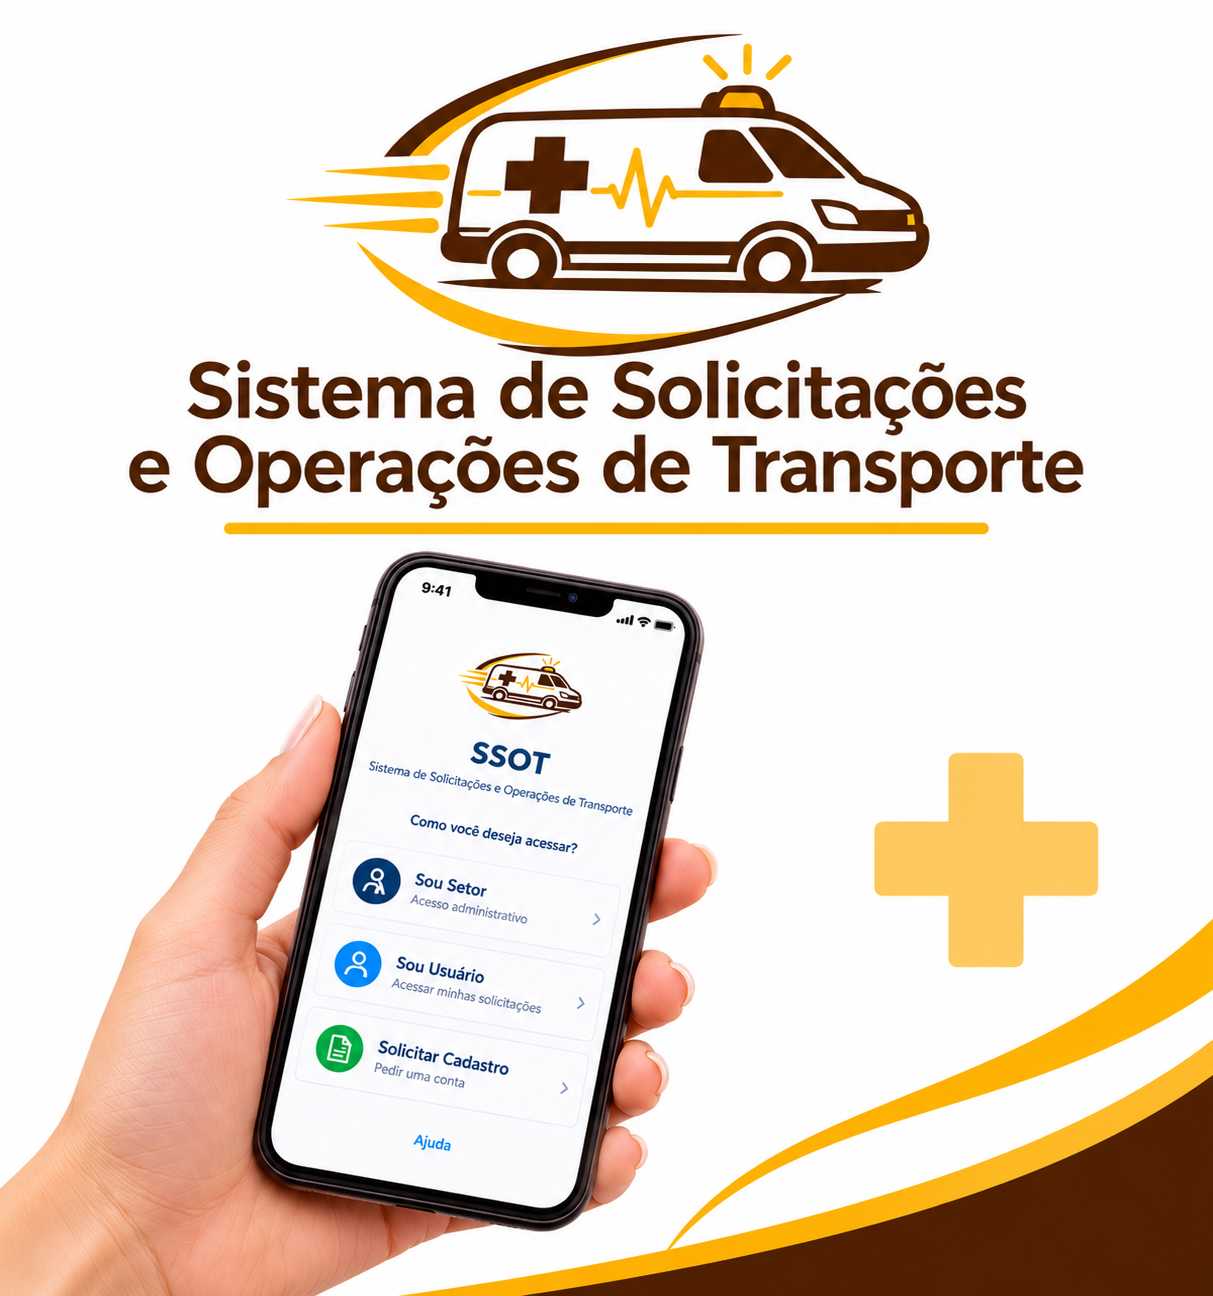 Sistema de Solicitações
e Operações de Transporte
9:41
SSOT
Sistema de Solicitações e Operações de Transporte
Como você deseja acessar?
Sou Setor
Acesso administrativo
Sou Usuário
Acessar minhas solicitações
Solicitar Cadastro
Pedir uma conta
Ajuda